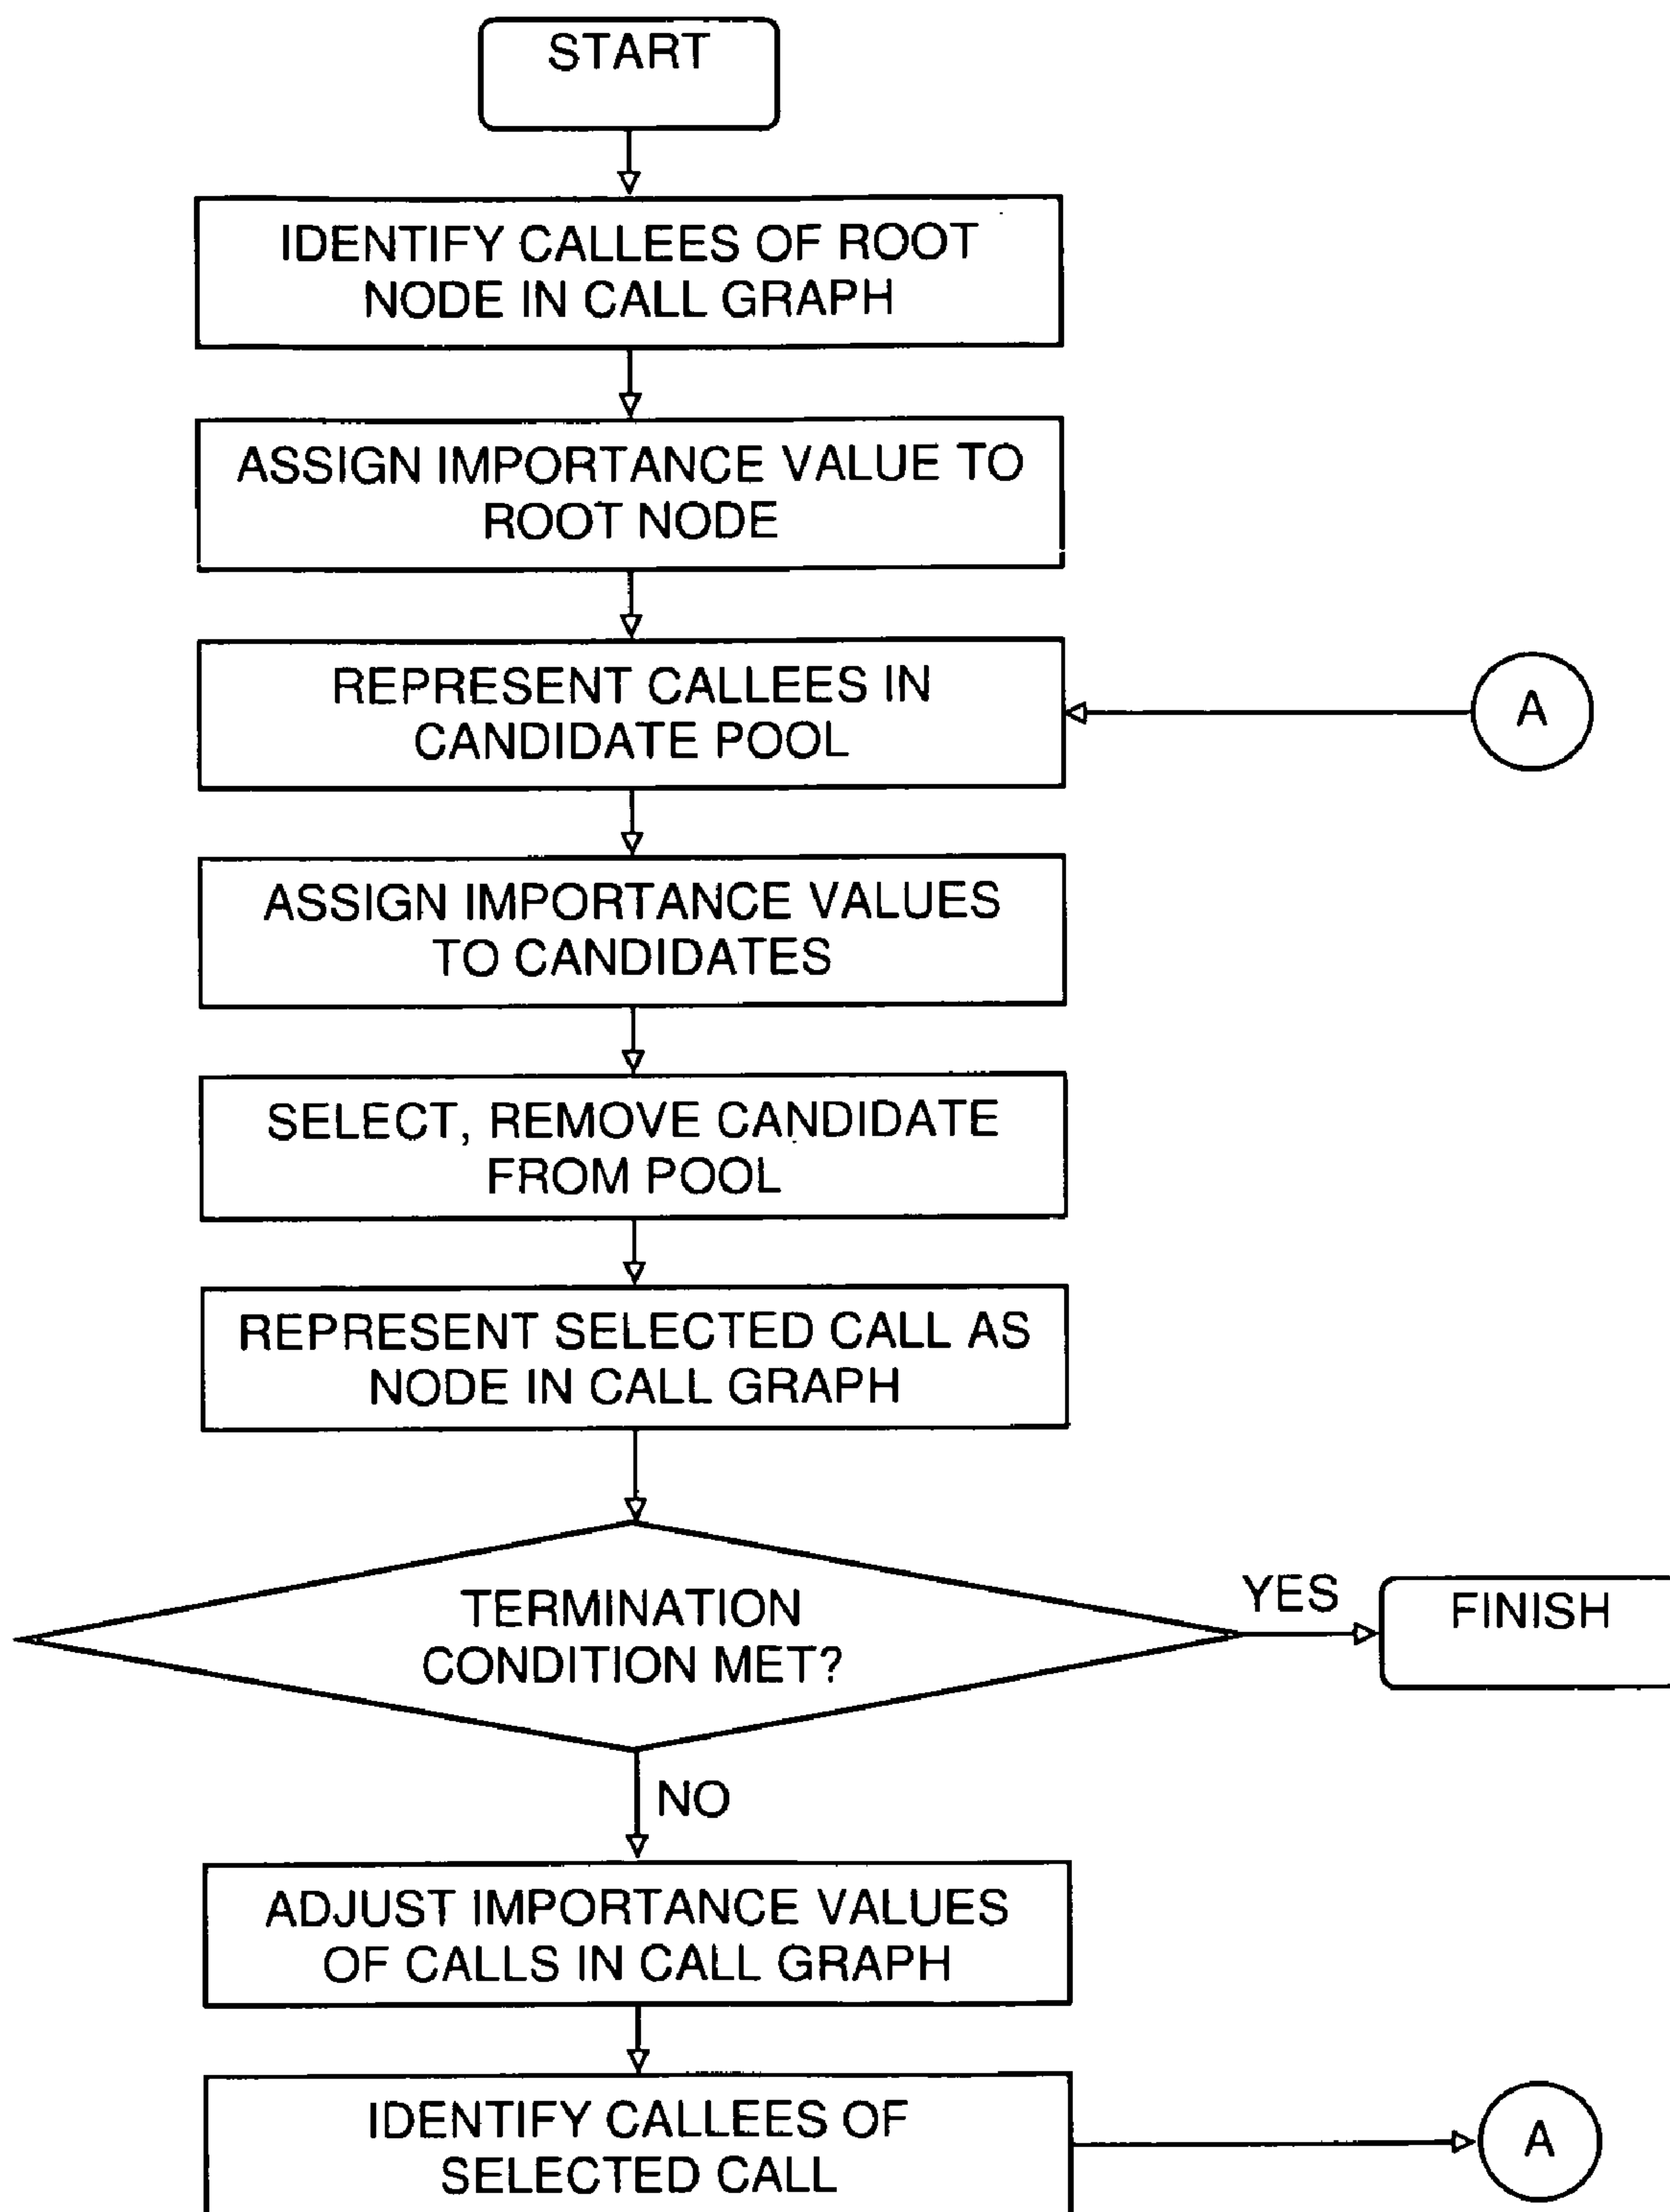 START
IDENTIFY CALLEES OF ROOT
NODE IN CALL GRAPH
ASSIGN IMPORTANCE VALUE TO
ROOT NODE
REPRESENT CALLEES IN
CANDIDATE POOL
A
ASSIGN IMPORTANCE VALUES
TO CANDIDATES
SELECT, REMOVE CANDIDATE
FROM POOL
REPRESENT SELECTED CALL AS
NODE IN CALL GRAPH
TERMINATION
CONDITION MET?
YES
FINISH
NO
ADJUST IMPORTANCE VALUES
OF CALLS IN CALL GRAPH
IDENTIFY CALLEES OF
SELECTED CALL
A